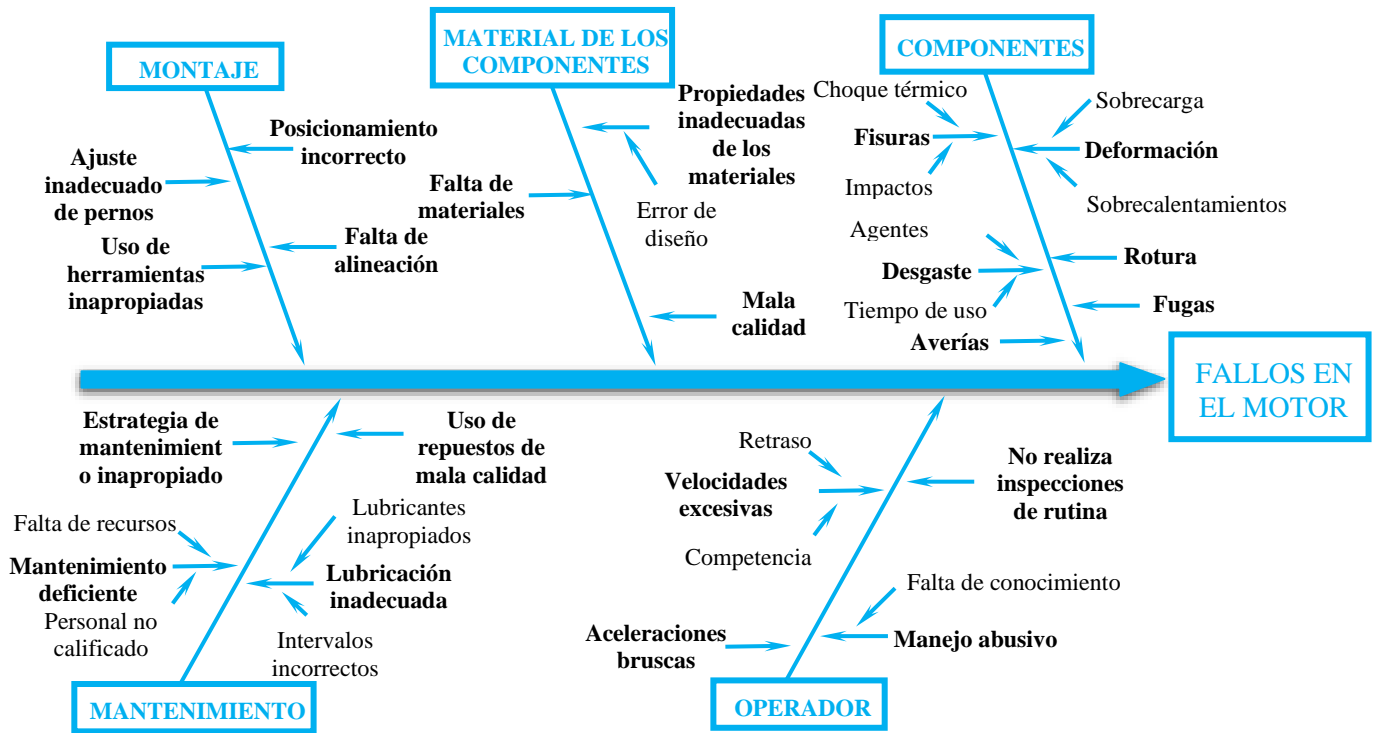 MONTAJE
Posicionamiento
incorrecto
Ajuste
inadecuado
de pernos
Falta de
alineación
Uso de
herramientas
inapropiadas
MATERIAL DE LOS
COMPONENTES
Propiedades
inadecuadas
de los
materiales
Error de
diseño
Falta de
materiales
Mala
calidad
COMPONENTES
Choque térmico
Fisuras
Impactos
Sobrecarga
Deformación
Sobrecalentamientos
Agentes
Desgaste
Tiempo de uso
Rotura
Fugas
Averías
FALLOS EN
EL MOTOR
Estrategia de
mantenimient
o inapropiado
Uso de
repuestos de
mala calidad
Falta de recursos
Mantenimiento
deficiente
Personal no
calificado
Lubricantes
inapropiados
Lubricación
inadecuada
Intervalos
incorrectos
MANTENIMIENTO
Retraso
Velocidades
excesivas
Competencia
No realiza
inspecciones
de rutina
Falta de conocimiento
Manejo abusivo
Aceleraciones
bruscas
OPERADOR